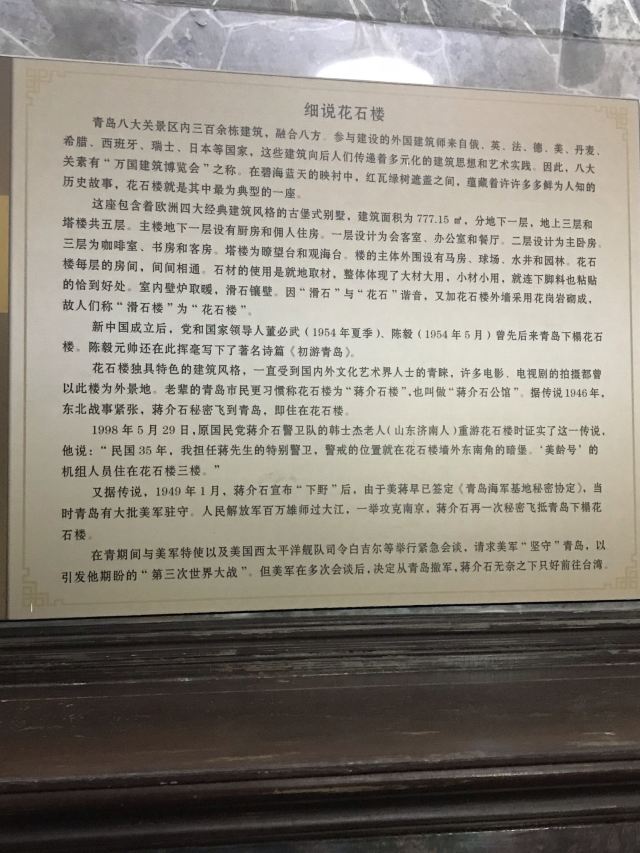 细说花石楼
青岛八大关景区内三百余栋建筑，融合八方。参与建设的外国建筑师来自俄、英、法、德、美、丹麦、
希腊、西班牙、瑞士、日本等国家，这些建筑向后人们传递着多元化的建筑思想和艺术实践。因此，八大
关素有“万国建筑博览会”之称。在碧海蓝天的映衬中，红瓦绿树遮盖之间，蕴藏着许许多多鲜为人知的
历史故事，花石楼就是其中最为典型的一座。
这座包含着欧洲四大经典建筑风格的古堡式别墅，建筑面积为777.15㎡，分地下一层，地上三层和
塔楼共五层。主楼地下一层设有厨房和佣人住房。一层设计为会客室、办公室和餐厅。二层设计为主卧房。
三层为咖啡室、书房和客房。塔楼为瞭望台和观海台。楼的主体外围设有马房、球场、水井和园林。花石
楼每层的房间，间间相通。石材的使用是就地取材，整体体现了大材大用，小材小用，就连下脚料也粘贴
的恰到好处。室内壁炉取暖，滑石镶壁。因“滑石”与“花石”谐音，又加花石楼外墙采用花岗岩砌成，
故人们称“滑石楼”为“花石楼”。
新中国成立后，党和国家领导人董必武（1954年夏季）、陈毅（1954年5月）曾先后来青岛下榻花石
楼。陈毅元帅还在此挥毫写下了著名诗篇《初游青岛》。
花石楼独具特色的建筑风格，一直受到国内外文化艺术界人士的青睐，许多电影、电视剧的拍摄都曾
以此楼为外景地。老辈的青岛市民更习惯称花石楼为“蒋介石楼”，也叫做“蒋介石公馆”。据传说1946年，
东北战事紧张，蒋介石秘密飞到青岛，即住在花石楼。
1998年5月29日，原国民党蒋介石警卫队的韩士杰老人（山东济南人）重游花石楼时证实了这一传说，
他说：“民国35年，我担任蒋先生的特别警卫，警戒的位置就在花石楼墙外东南角的暗堡。‘美龄号’的
机组人员住在花石楼三楼。”
又据传说，1949年1月，蒋介石宣布“下野”后，由于美蒋早已签定《青岛海军基地秘密协定》，当
时青岛有大批美军驻守。人民解放军百万雄师过大江，一举攻克南京，蒋介石再一次秘密飞抵青岛下榻花
石楼。
在青期间与美军特使以及美国西太平洋舰队司令白吉尔等举行紧急会谈，请求美军“坚守”青岛，以
引发他期盼的“第三次世界大战”。但美军在多次会谈后，决定从青岛撤军，蒋介石无奈之下只好前往台湾。